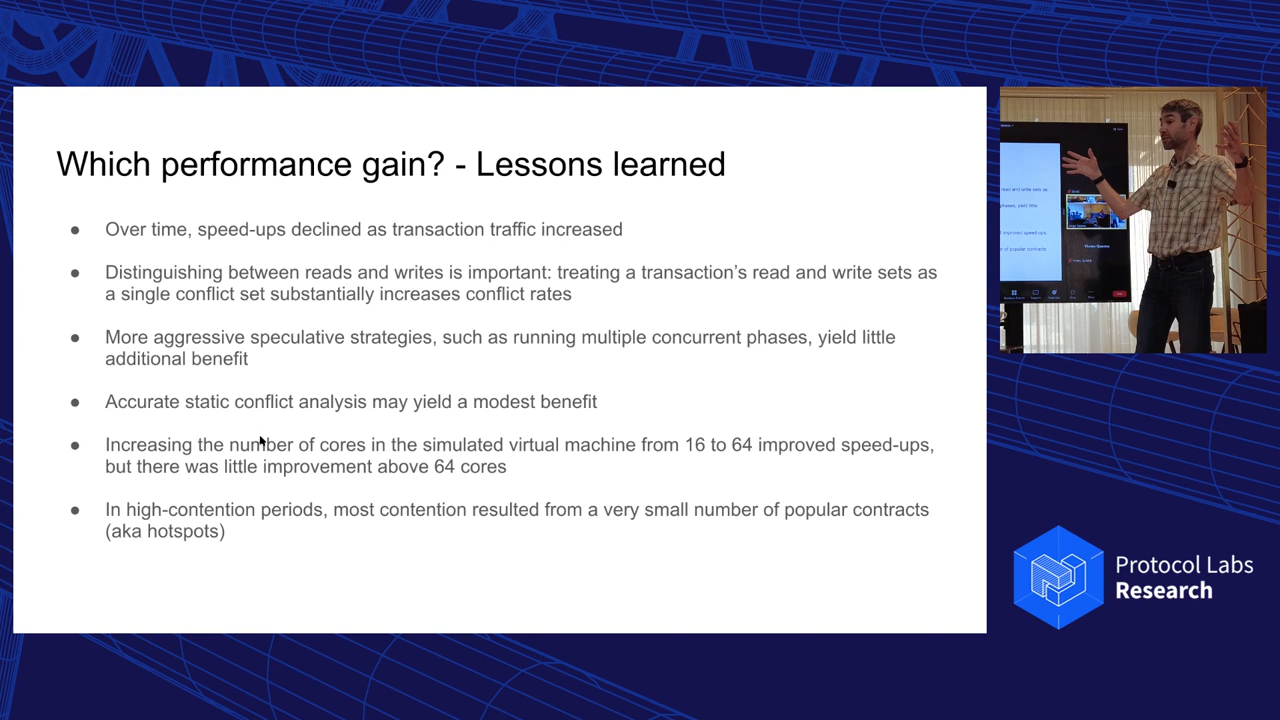 Which performance gain? - Lessons learned
● Over time, speed-ups declined as transaction traffic increased
● Distinguishing between reads and writes is important: treating a transaction’s read and write sets as
a single conflict set substantially increases conflict rates
● More aggressive speculative strategies, such as running multiple concurrent phases, yield little
additional benefit
● Accurate static conflict analysis may yield a modest benefit
● Increasing the number of cores in the simulated virtual machine from 16 to 64 improved speed-ups,
but there was little improvement above 64 cores
● In high-contention periods, most contention resulted from a very small number of popular contracts
(aka hotspots)
Protocol Labs
Research